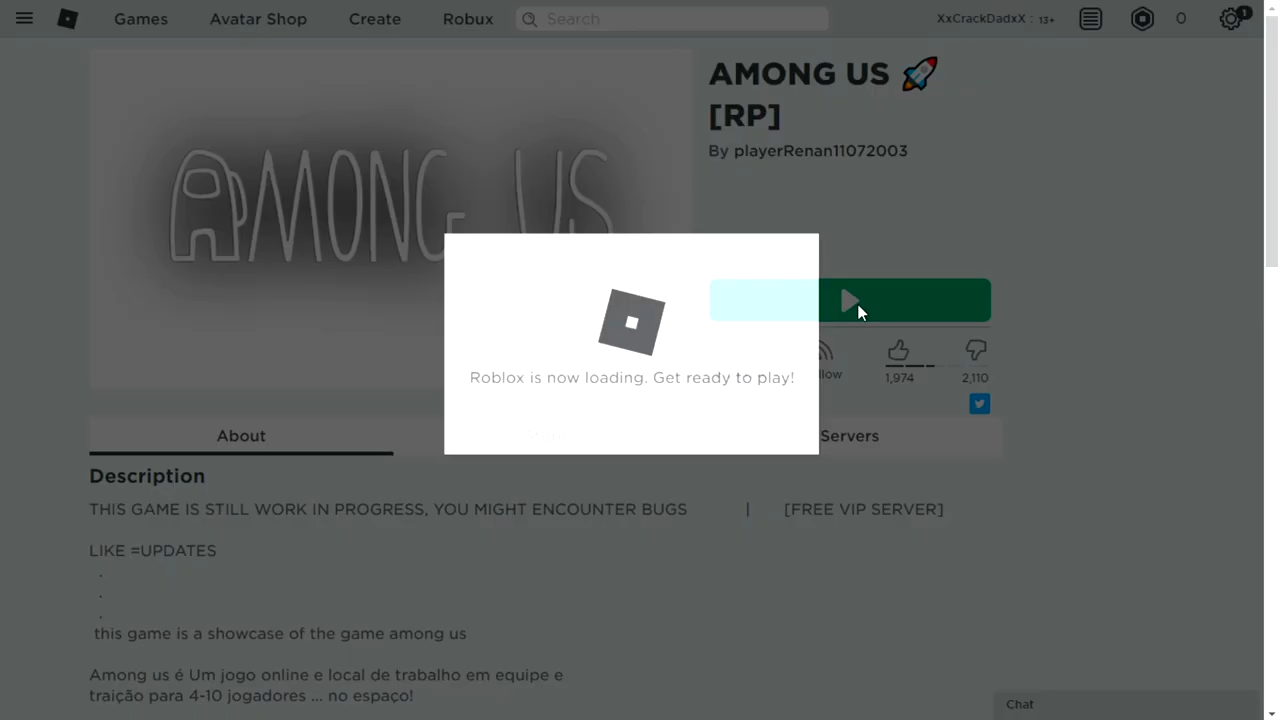 Games
Avatar Shop
Create
Robux
Search
XxCrackDadxX : 13+
0
1
AMONG US
AMONG US 🚀
[RP]
By playerRenan11072003
Roblox is now loading. Get ready to play!
llow
1,974
2,110
About
Servers
Description
THIS GAME IS STILL WORK IN PROGRESS, YOU MIGHT ENCOUNTER BUGS | [FREE VIP SERVER]
LIKE =UPDATES
.
.
.
this game is a showcase of the game among us
Among us é Um jogo online e local de trabalho em equipe e
traição para 4-10 jogadores ... no espaço!
Chat